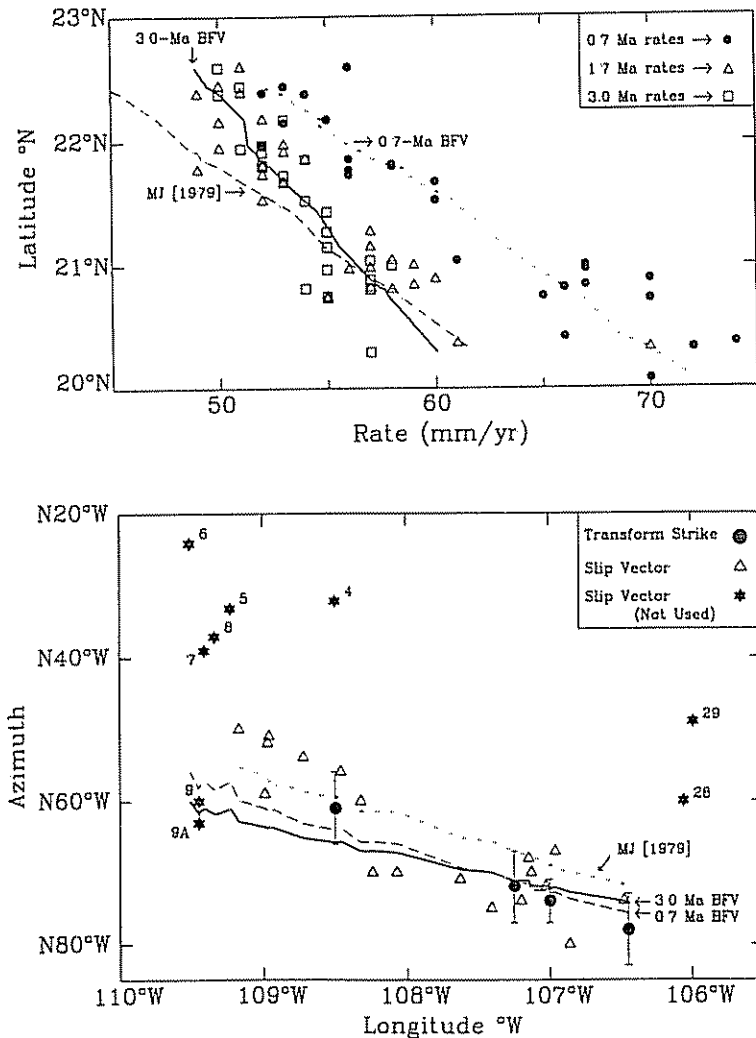 23°N
22°N
21°N
20°N
Latitude °N
3.0-Ma BFV
0.7 Ma rates →
1.7 Ma rates →
3.0 Ma rates →
→ 0.7-Ma BFV
MJ [1979] →
50
60
70
Rate (mm/yr)
N20°W
N40°W
N60°W
N80°W
Azimuth
Transform Strike
Slip Vector
Slip Vector
(Not Used)
6
5
4
8
7
29
28
9
9A
MJ [1979]
←3.0 Ma BFV
←0.7 Ma BFV
110°W
109°W
108°W
107°W
106°W
Longitude °W